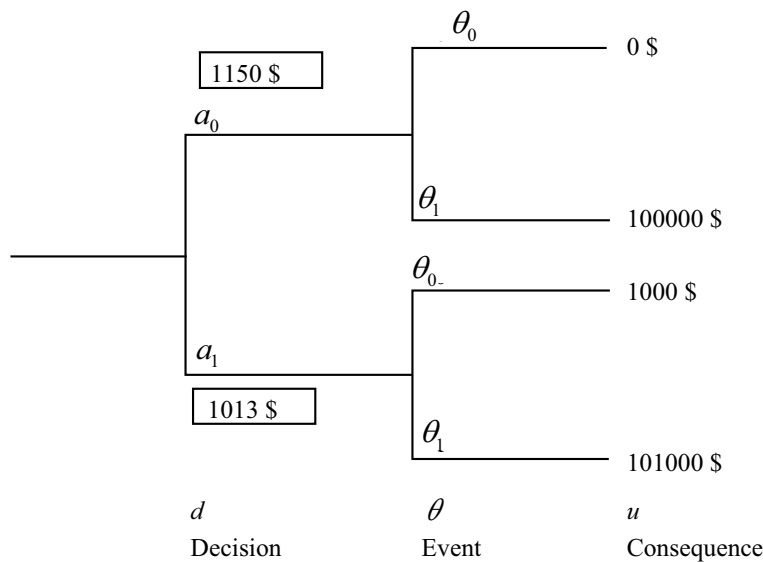 θ₀ 0 $
1150 $
a₀
θ₁ 100000 $
θ₀ 1000 $
a₁
1013 $
θ₁ 101000 $
d θ u
Decision Event Consequence